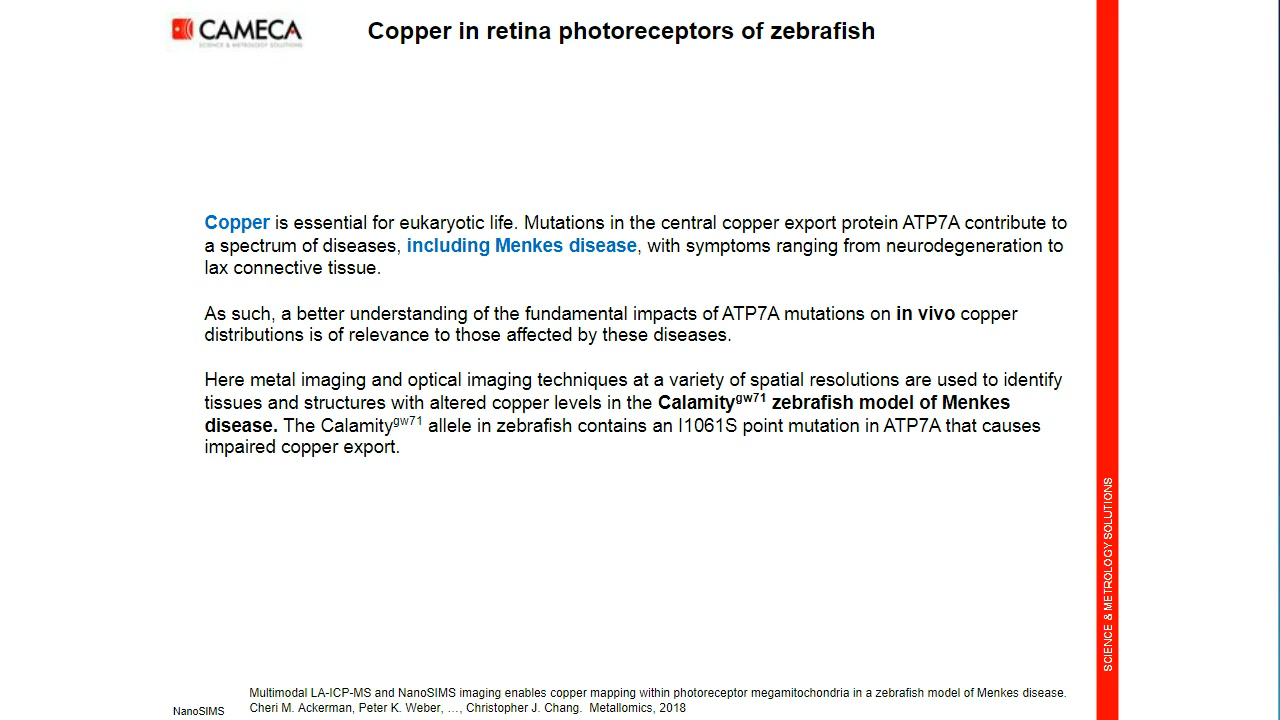 CAMECA
SCIENCE & METROLOGY SOLUTIONS
Copper in retina photoreceptors of zebrafish
Copper is essential for eukaryotic life. Mutations in the central copper export protein ATP7A contribute to
a spectrum of diseases, including Menkes disease, with symptoms ranging from neurodegeneration to
lax connective tissue.
As such, a better understanding of the fundamental impacts of ATP7A mutations on in vivo copper
distributions is of relevance to those affected by these diseases.
Here metal imaging and optical imaging techniques at a variety of spatial resolutions are used to identify
tissues and structures with altered copper levels in the Calamitygw71 zebrafish model of Menkes
disease. The Calamitygw71 allele in zebrafish contains an I1061S point mutation in ATP7A that causes
impaired copper export.
SCIENCE & METROLOGY SOLUTIONS
Multimodal LA-ICP-MS and NanoSIMS imaging enables copper mapping within photoreceptor megamitochondria in a zebrafish model of Menkes disease.
Cheri M. Ackerman, Peter K. Weber, …, Christopher J. Chang. Metallomics, 2018
NanoSIMS